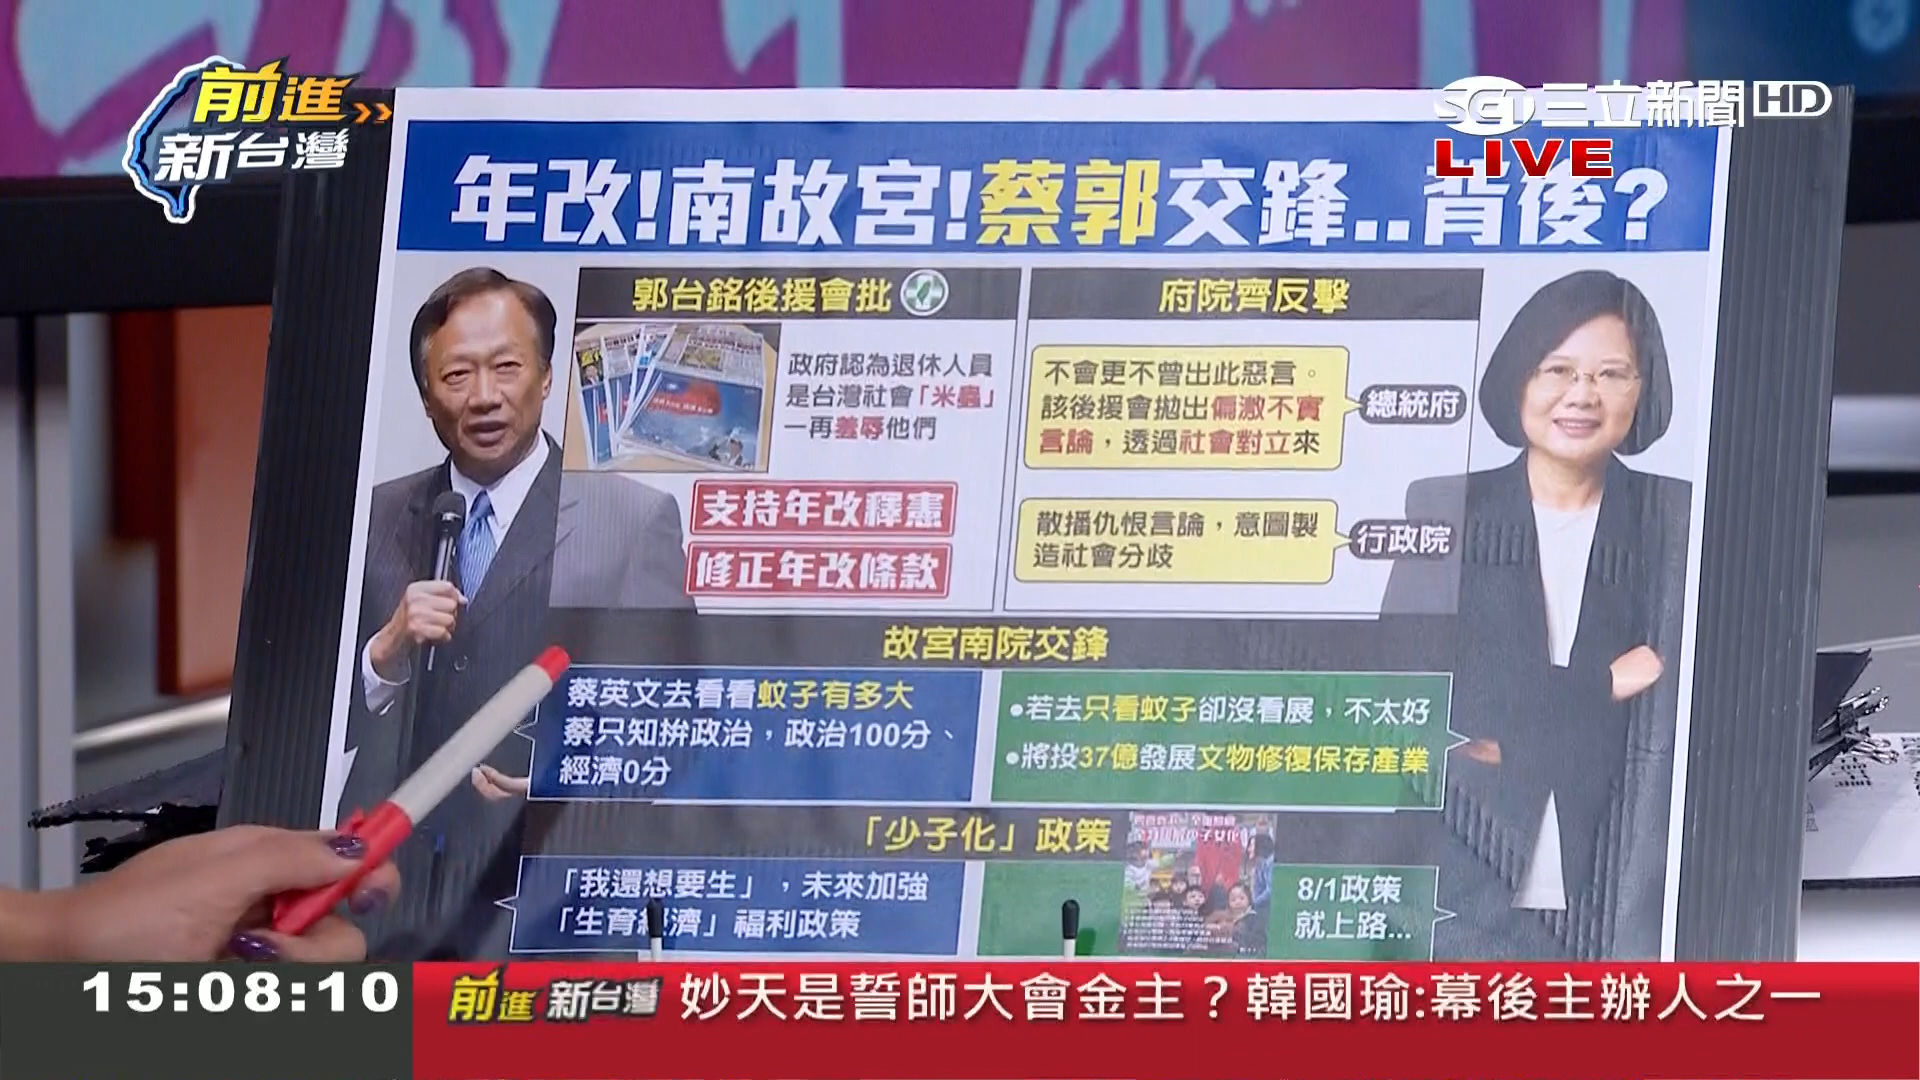 前進
新台灣
SET三立新聞HD
LIVE
年改!南故宮!蔡郭交鋒..背後?
郭台銘後援會批
政府認為退休人員
是台灣社會「米蟲」
一再羞辱他們
支持年改釋憲
修正年改條款
府院齊反擊
不會更不曾出此惡言。
該後援會拋出偏激不實
言論，透過社會對立來
總統府
散播仇恨言論，意圖製
造社會分歧
行政院
故宮南院交鋒
蔡英文去看看蚊子有多大
蔡只知拚政治，政治100分、
經濟0分
•若去只看蚊子卻沒看展，不太好
•將投37億發展文物修復保存產業
「少子化」政策
「我還想要生」，未來加強
「生育經濟」福利政策
8/1政策
就上路...
15:08:10
前進新台灣
妙天是誓師大會金主？韓國瑜:幕後主辦人之一